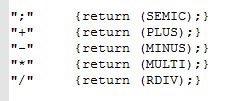 ";" {return (SEMIC);}
"+" {return (PLUS);}
"-" {return (MINUS);}
"*" {return (MULTI);}
"/" {return (RDIV);}